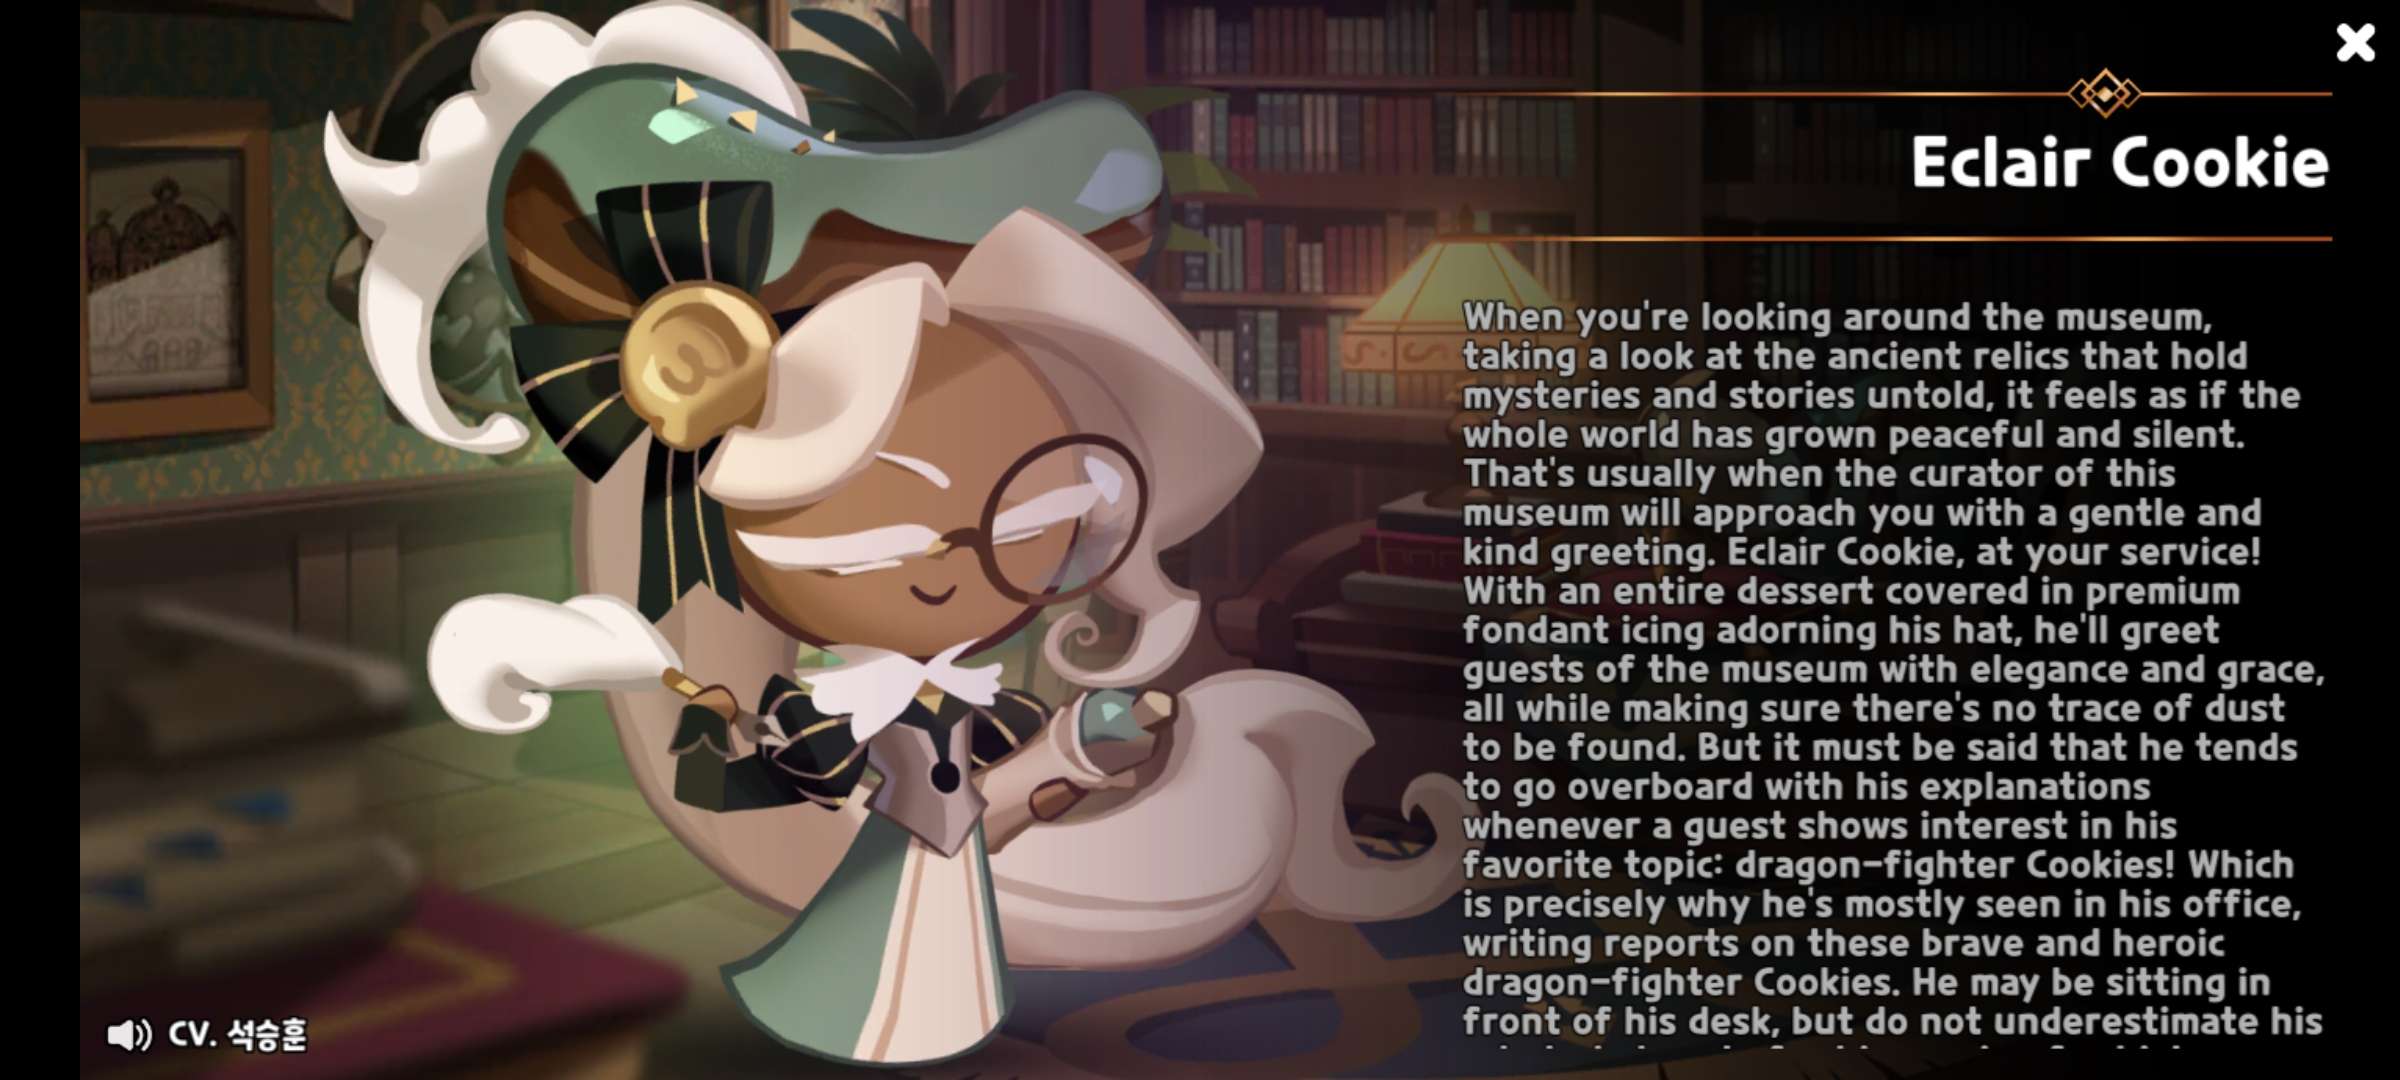 Eclair Cookie
When you're looking around the museum,
taking a look at the ancient relics that hold
mysteries and stories untold, it feels as if the
whole world has grown peaceful and silent.
That's usually when the curator of this
museum will approach you with a gentle and
kind greeting. Eclair Cookie, at your service!
With an entire dessert covered in premium
fondant icing adorning his hat, he'll greet
guests of the museum with elegance and grace,
all while making sure there's no trace of dust
to be found. But it must be said that he tends
to go overboard with his explanations
whenever a guest shows interest in his
favorite topic: dragon-fighter Cookies! Which
is precisely why he's mostly seen in his office,
writing reports on these brave and heroic
dragon-fighter Cookies. He may be sitting in
front of his desk, but do not underestimate his
CV. 석승훈